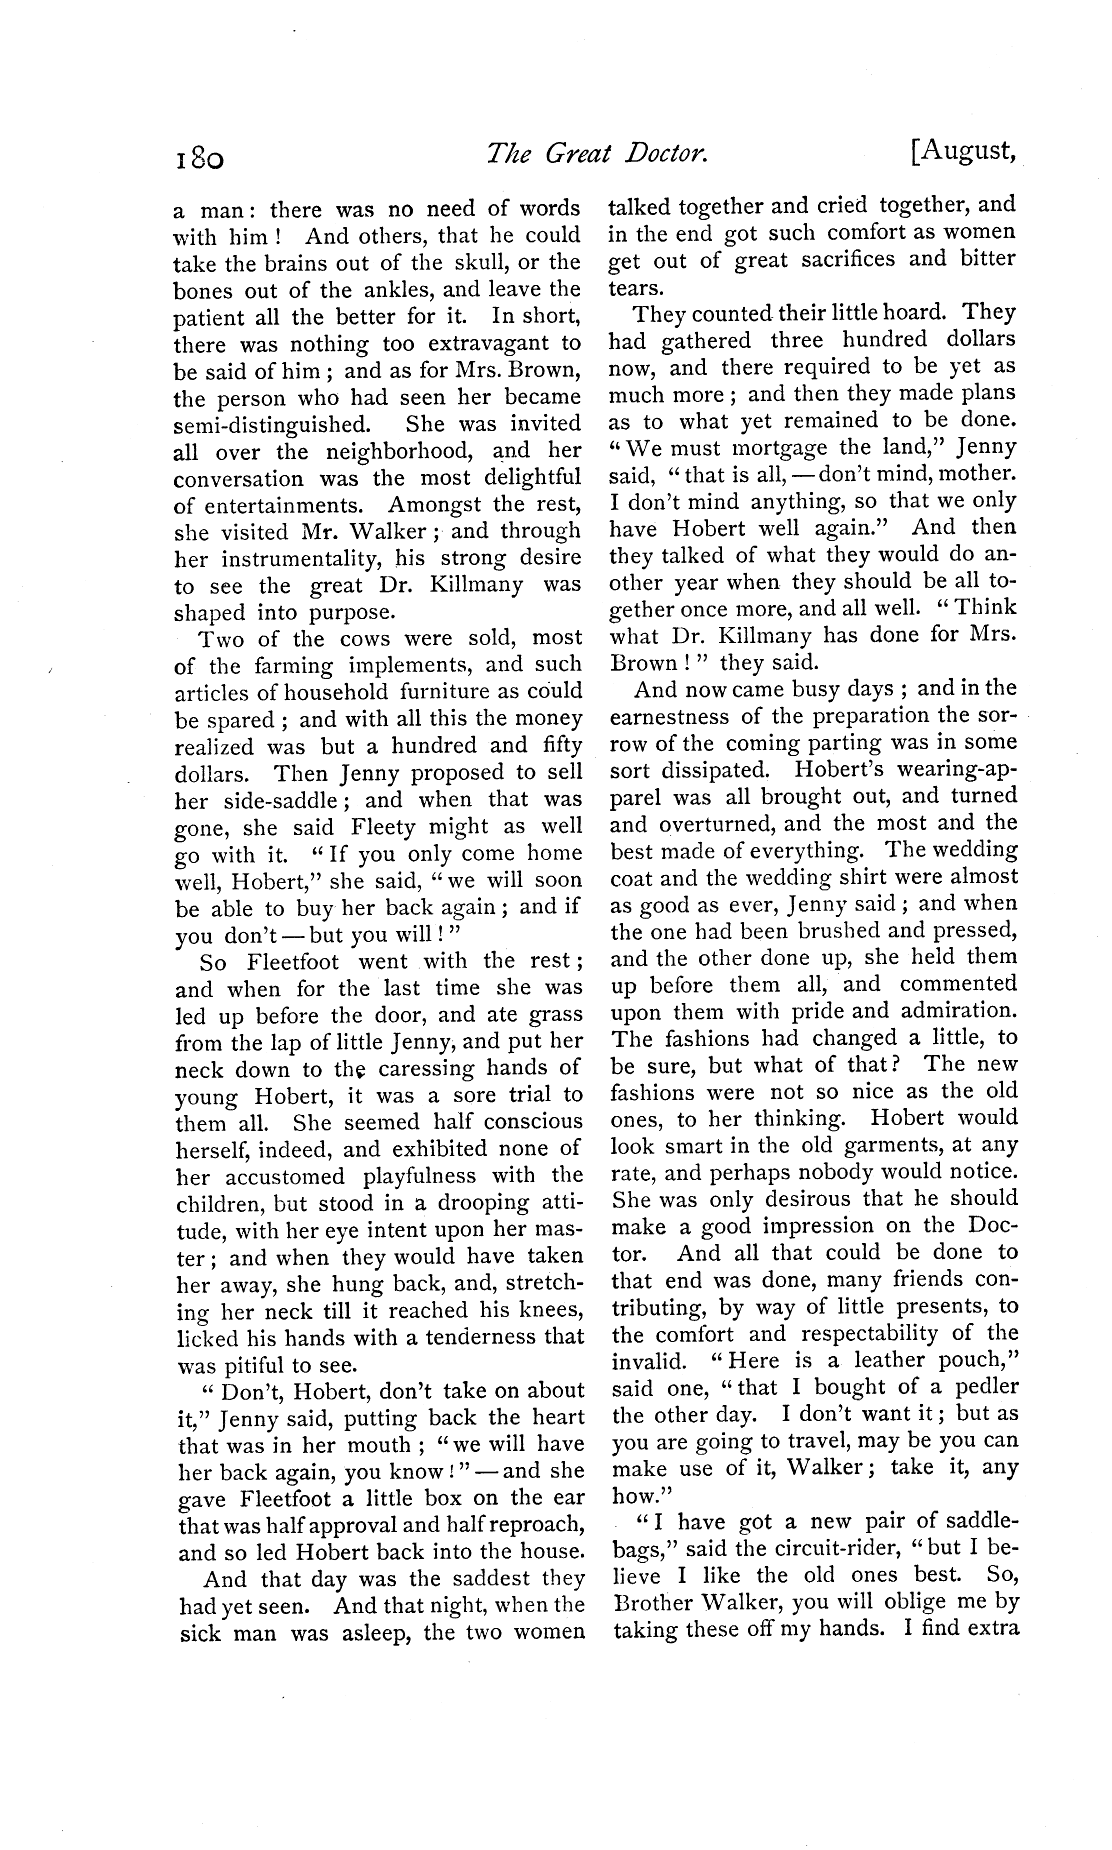 180 The Great Doctor. [August,
a man: there was no need of words
with him! And others, that he could
take the brains out of the skull, or the
bones out of the ankles, and leave the
patient all the better for it. In short,
there was nothing too extravagant to
be said of him; and as for Mrs. Brown,
the person who had seen her became
semi-distinguished. She was invited
all over the neighborhood, and her
conversation was the most delightful
of entertainments. Amongst the rest,
she visited Mr. Walker; and through
her instrumentality, his strong desire
to see the great Dr. Killmany was
shaped into purpose.
Two of the cows were sold, most
of the farming implements, and such
articles of household furniture as could
be spared; and with all this the money
realized was but a hundred and fifty
dollars. Then Jenny proposed to sell
her side-saddle; and when that was
gone, she said Fleety might as well
go with it. "If you only come home
well, Hobert," she said, "we will soon
be able to buy her back again; and if
you don't — but you will!"
So Fleetfoot went with the rest;
and when for the last time she was
led up before the door, and ate grass
from the lap of little Jenny, and put her
neck down to the caressing hands of
young Hobert, it was a sore trial to
them all. She seemed half conscious
herself, indeed, and exhibited none of
her accustomed playfulness with the
children, but stood in a drooping atti-
tude, with her eye intent upon her mas-
ter; and when they would have taken
her away, she hung back, and, stretch-
ing her neck till it reached his knees,
licked his hands with a tenderness that
was pitiful to see.
"Don't, Hobert, don't take on about
it," Jenny said, putting back the heart
that was in her mouth; "we will have
her back again, you know!" — and she
gave Fleetfoot a little box on the ear
that was half approval and half reproach,
and so led Hobert back into the house.
And that day was the saddest they
had yet seen. And that night, when the
sick man was asleep, the two women
talked together and cried together, and
in the end got such comfort as women
get out of great sacrifices and bitter
tears.
They counted their little hoard. They
had gathered three hundred dollars
now, and there required to be yet as
much more; and then they made plans
as to what yet remained to be done.
"We must mortgage the land," Jenny
said, "that is all, — don't mind, mother.
I don't mind anything, so that we only
have Hobert well again." And then
they talked of what they would do an-
other year when they should be all to-
gether once more, and all well. "Think
what Dr. Killmany has done for Mrs.
Brown!" they said.
And now came busy days; and in the
earnestness of the preparation the sor-
row of the coming parting was in some
sort dissipated. Hobert's wearing-ap-
parel was all brought out, and turned
and overturned, and the most and the
best made of everything. The wedding
coat and the wedding shirt were almost
as good as ever, Jenny said; and when
the one had been brushed and pressed,
and the other done up, she held them
up before them all, and commented
upon them with pride and admiration.
The fashions had changed a little, to
be sure, but what of that? The new
fashions were not so nice as the old
ones, to her thinking. Hobert would
look smart in the old garments, at any
rate, and perhaps nobody would notice.
She was only desirous that he should
make a good impression on the Doc-
tor. And all that could be done to
that end was done, many friends con-
tributing, by way of little presents, to
the comfort and respectability of the
invalid. "Here is a leather pouch,"
said one, "that I bought of a pedler
the other day. I don't want it; but as
you are going to travel, may be you can
make use of it, Walker; take it, any
how."
"I have got a new pair of saddle-
bags," said the circuit-rider, "but I be-
lieve I like the old ones best. So,
Brother Walker, you will oblige me by
taking these off my hands. I find extra